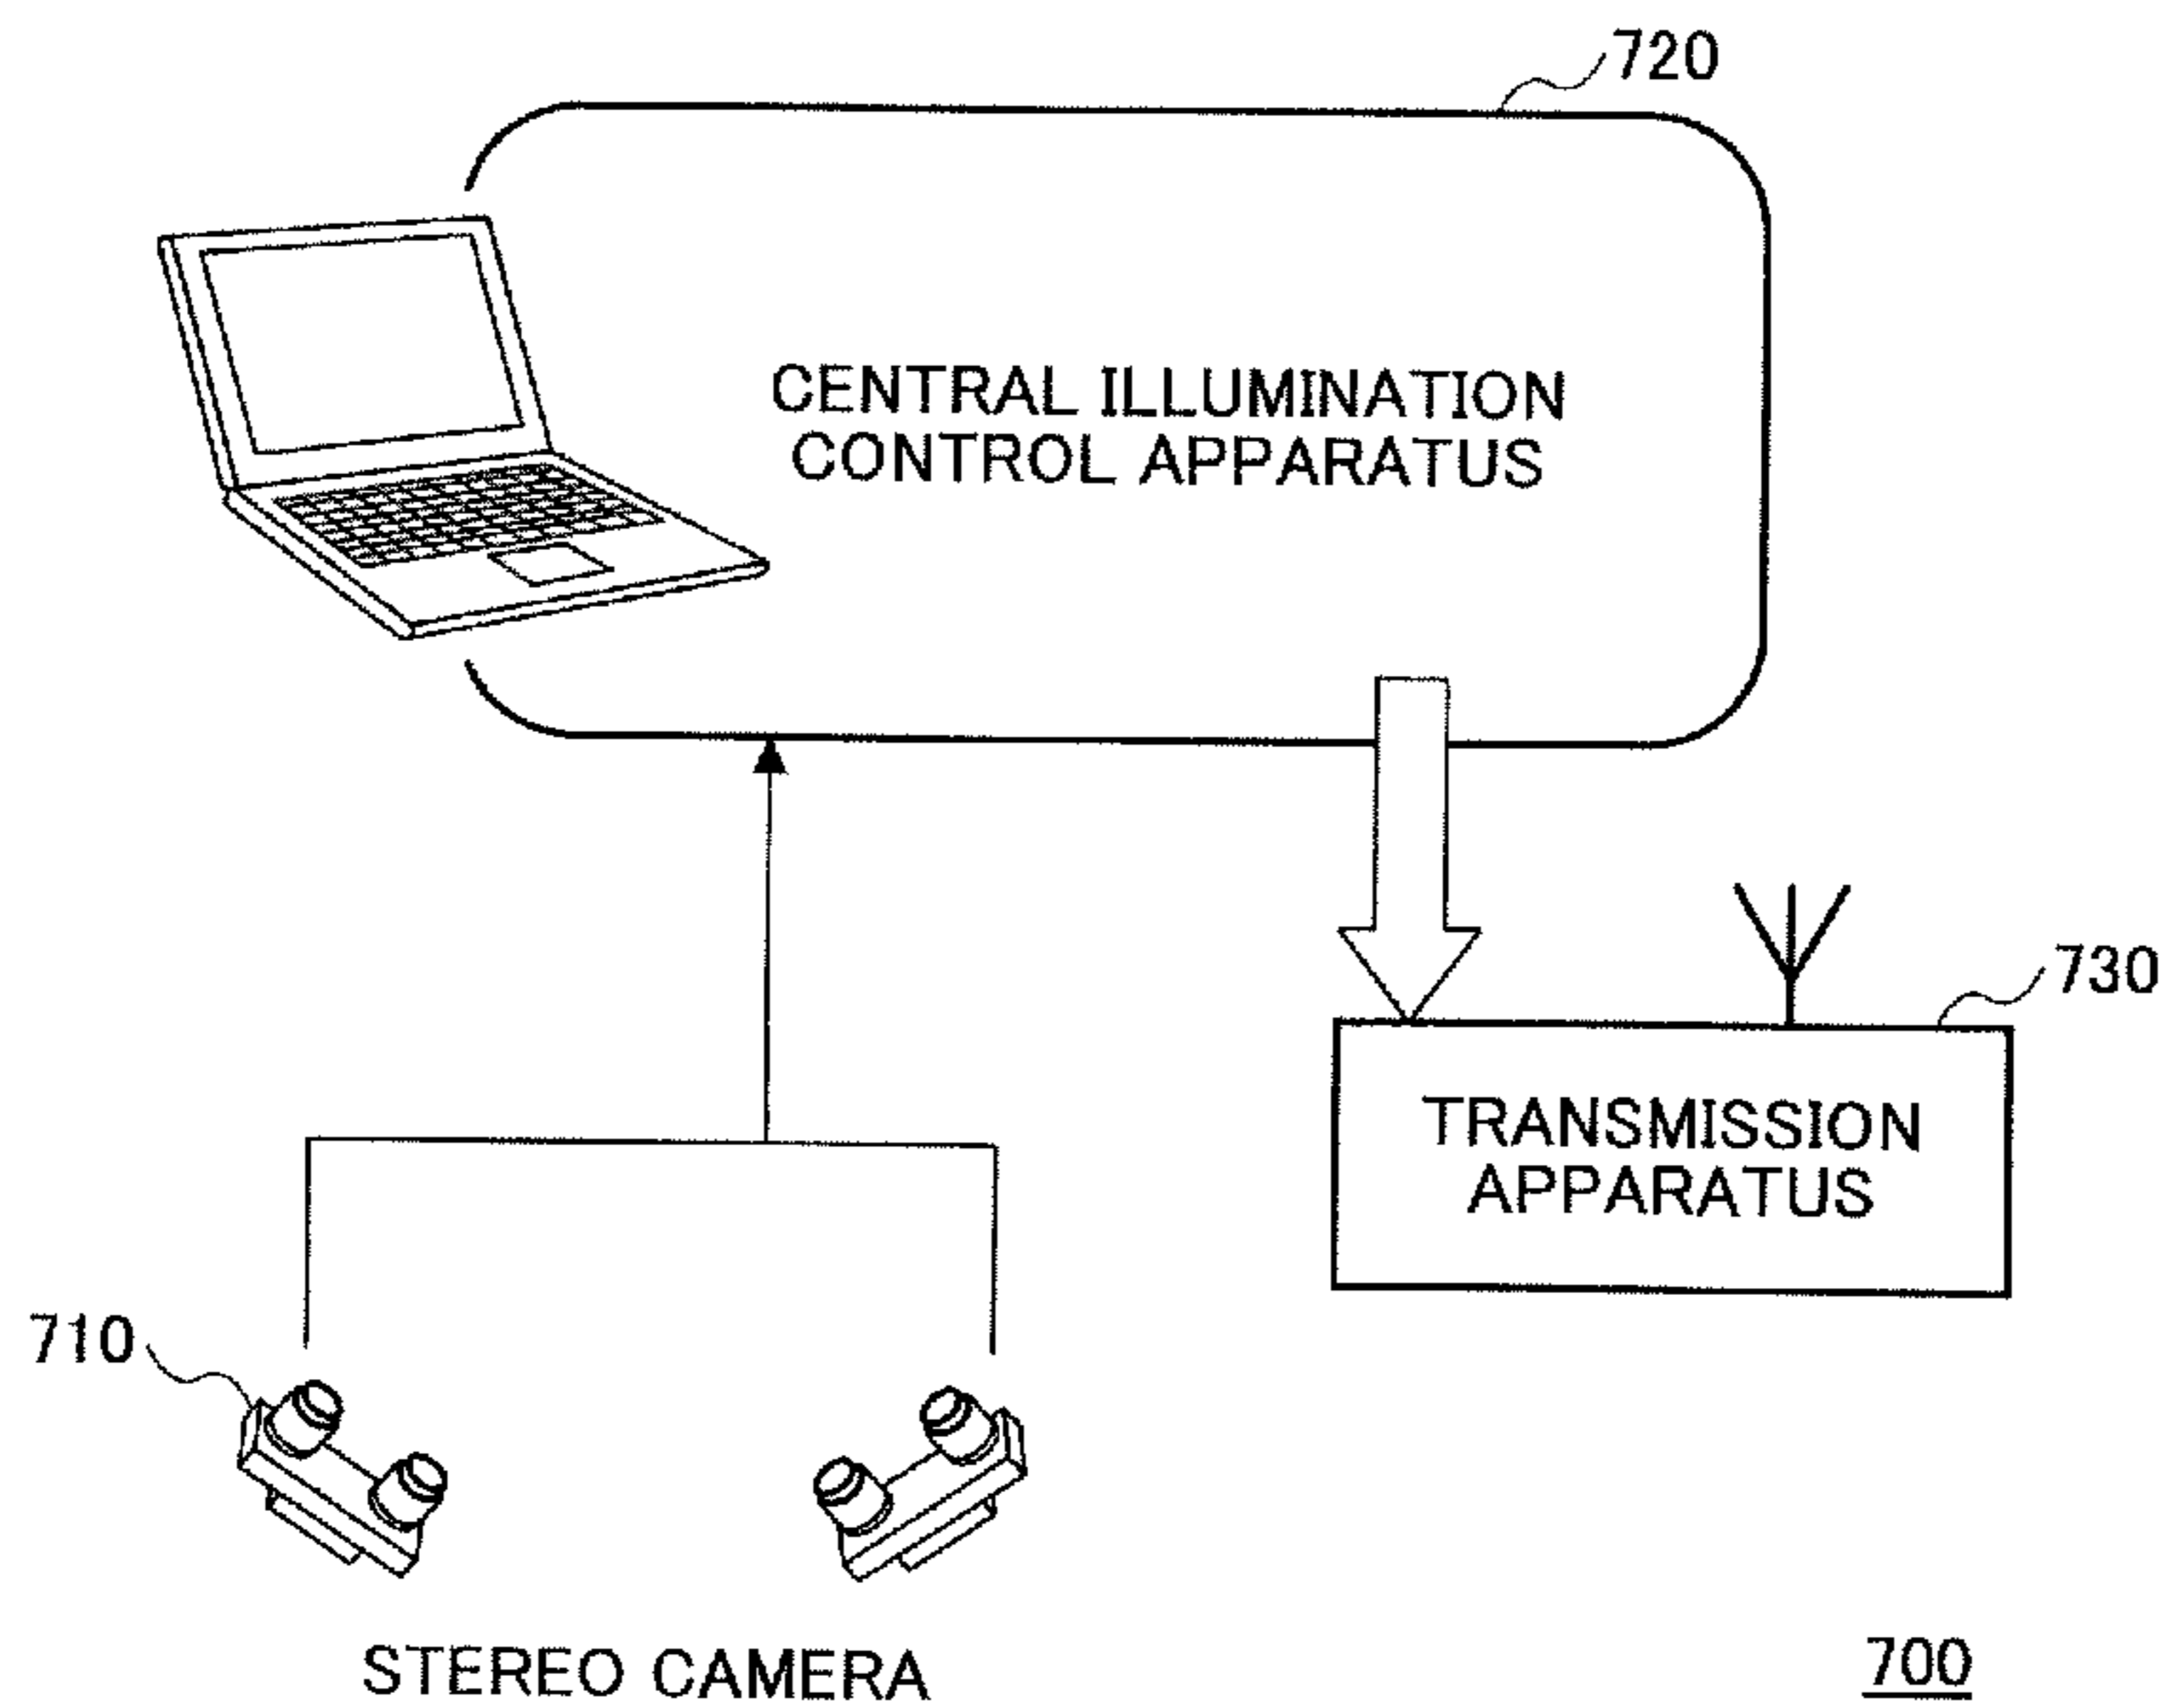 720
CENTRAL ILLUMINATION
CONTROL APPARATUS
730
TRANSMISSION
APPARATUS
710
STEREO CAMERA
700